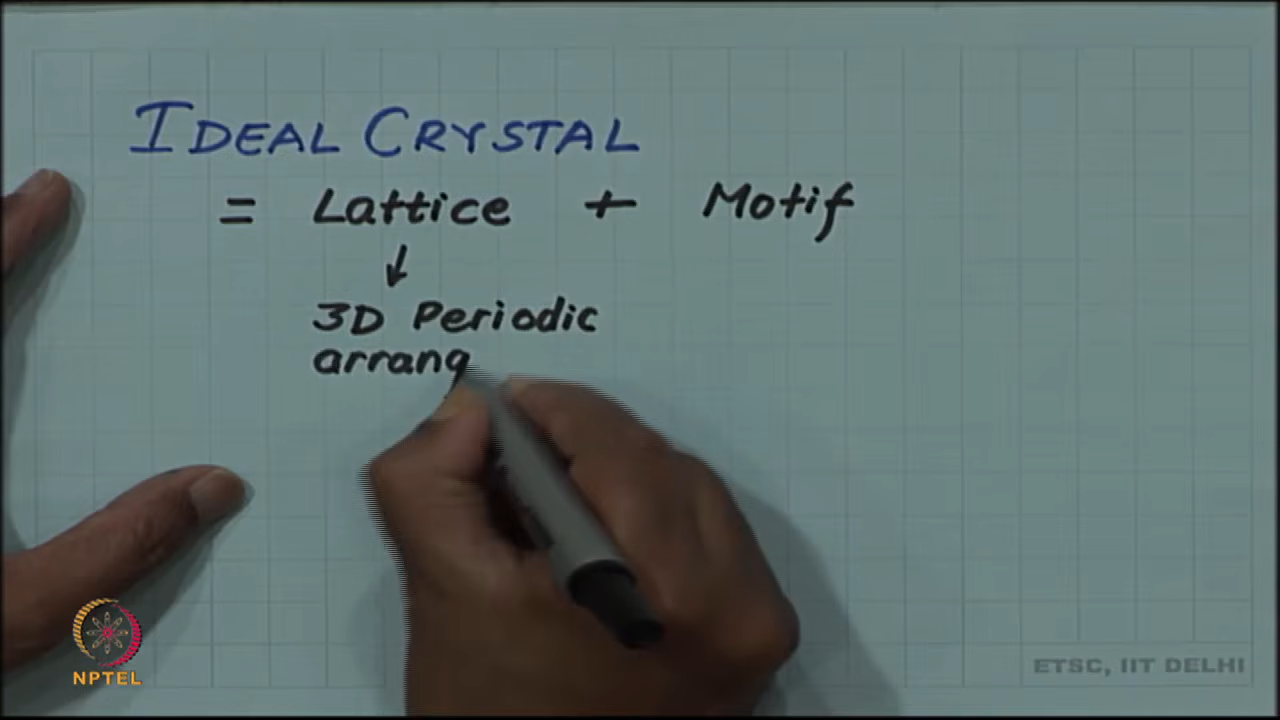 IDEAL CRYSTAL
= Lattice + Motif
↓
3D Periodic
arrang
NPTEL
ETSC, IIT DELHI